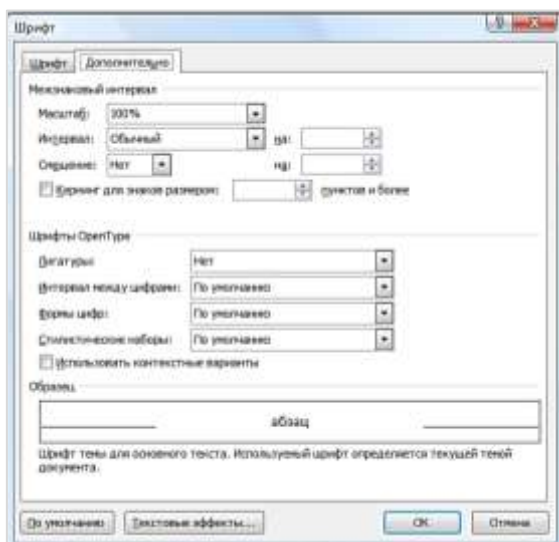 Шрифт
Шрифт Дополнительно
Межзнаковый интервал
Масштаб: 100%
Интервал: Обычный на:
Смещение: Нет на:
Кернинг для знаков размером: пунктов и более
Шрифты OpenType
Лигатуры: Нет
Интервал между цифрами: По умолчанию
Формы цифр: По умолчанию
Стилистические наборы: По умолчанию
Использовать контекстные варианты
Образец
абзац
Шрифт темы для основного текста. Используемый шрифт определяется текущей темой
документа.
По умолчанию Текстовые эффекты... ОК Отмена